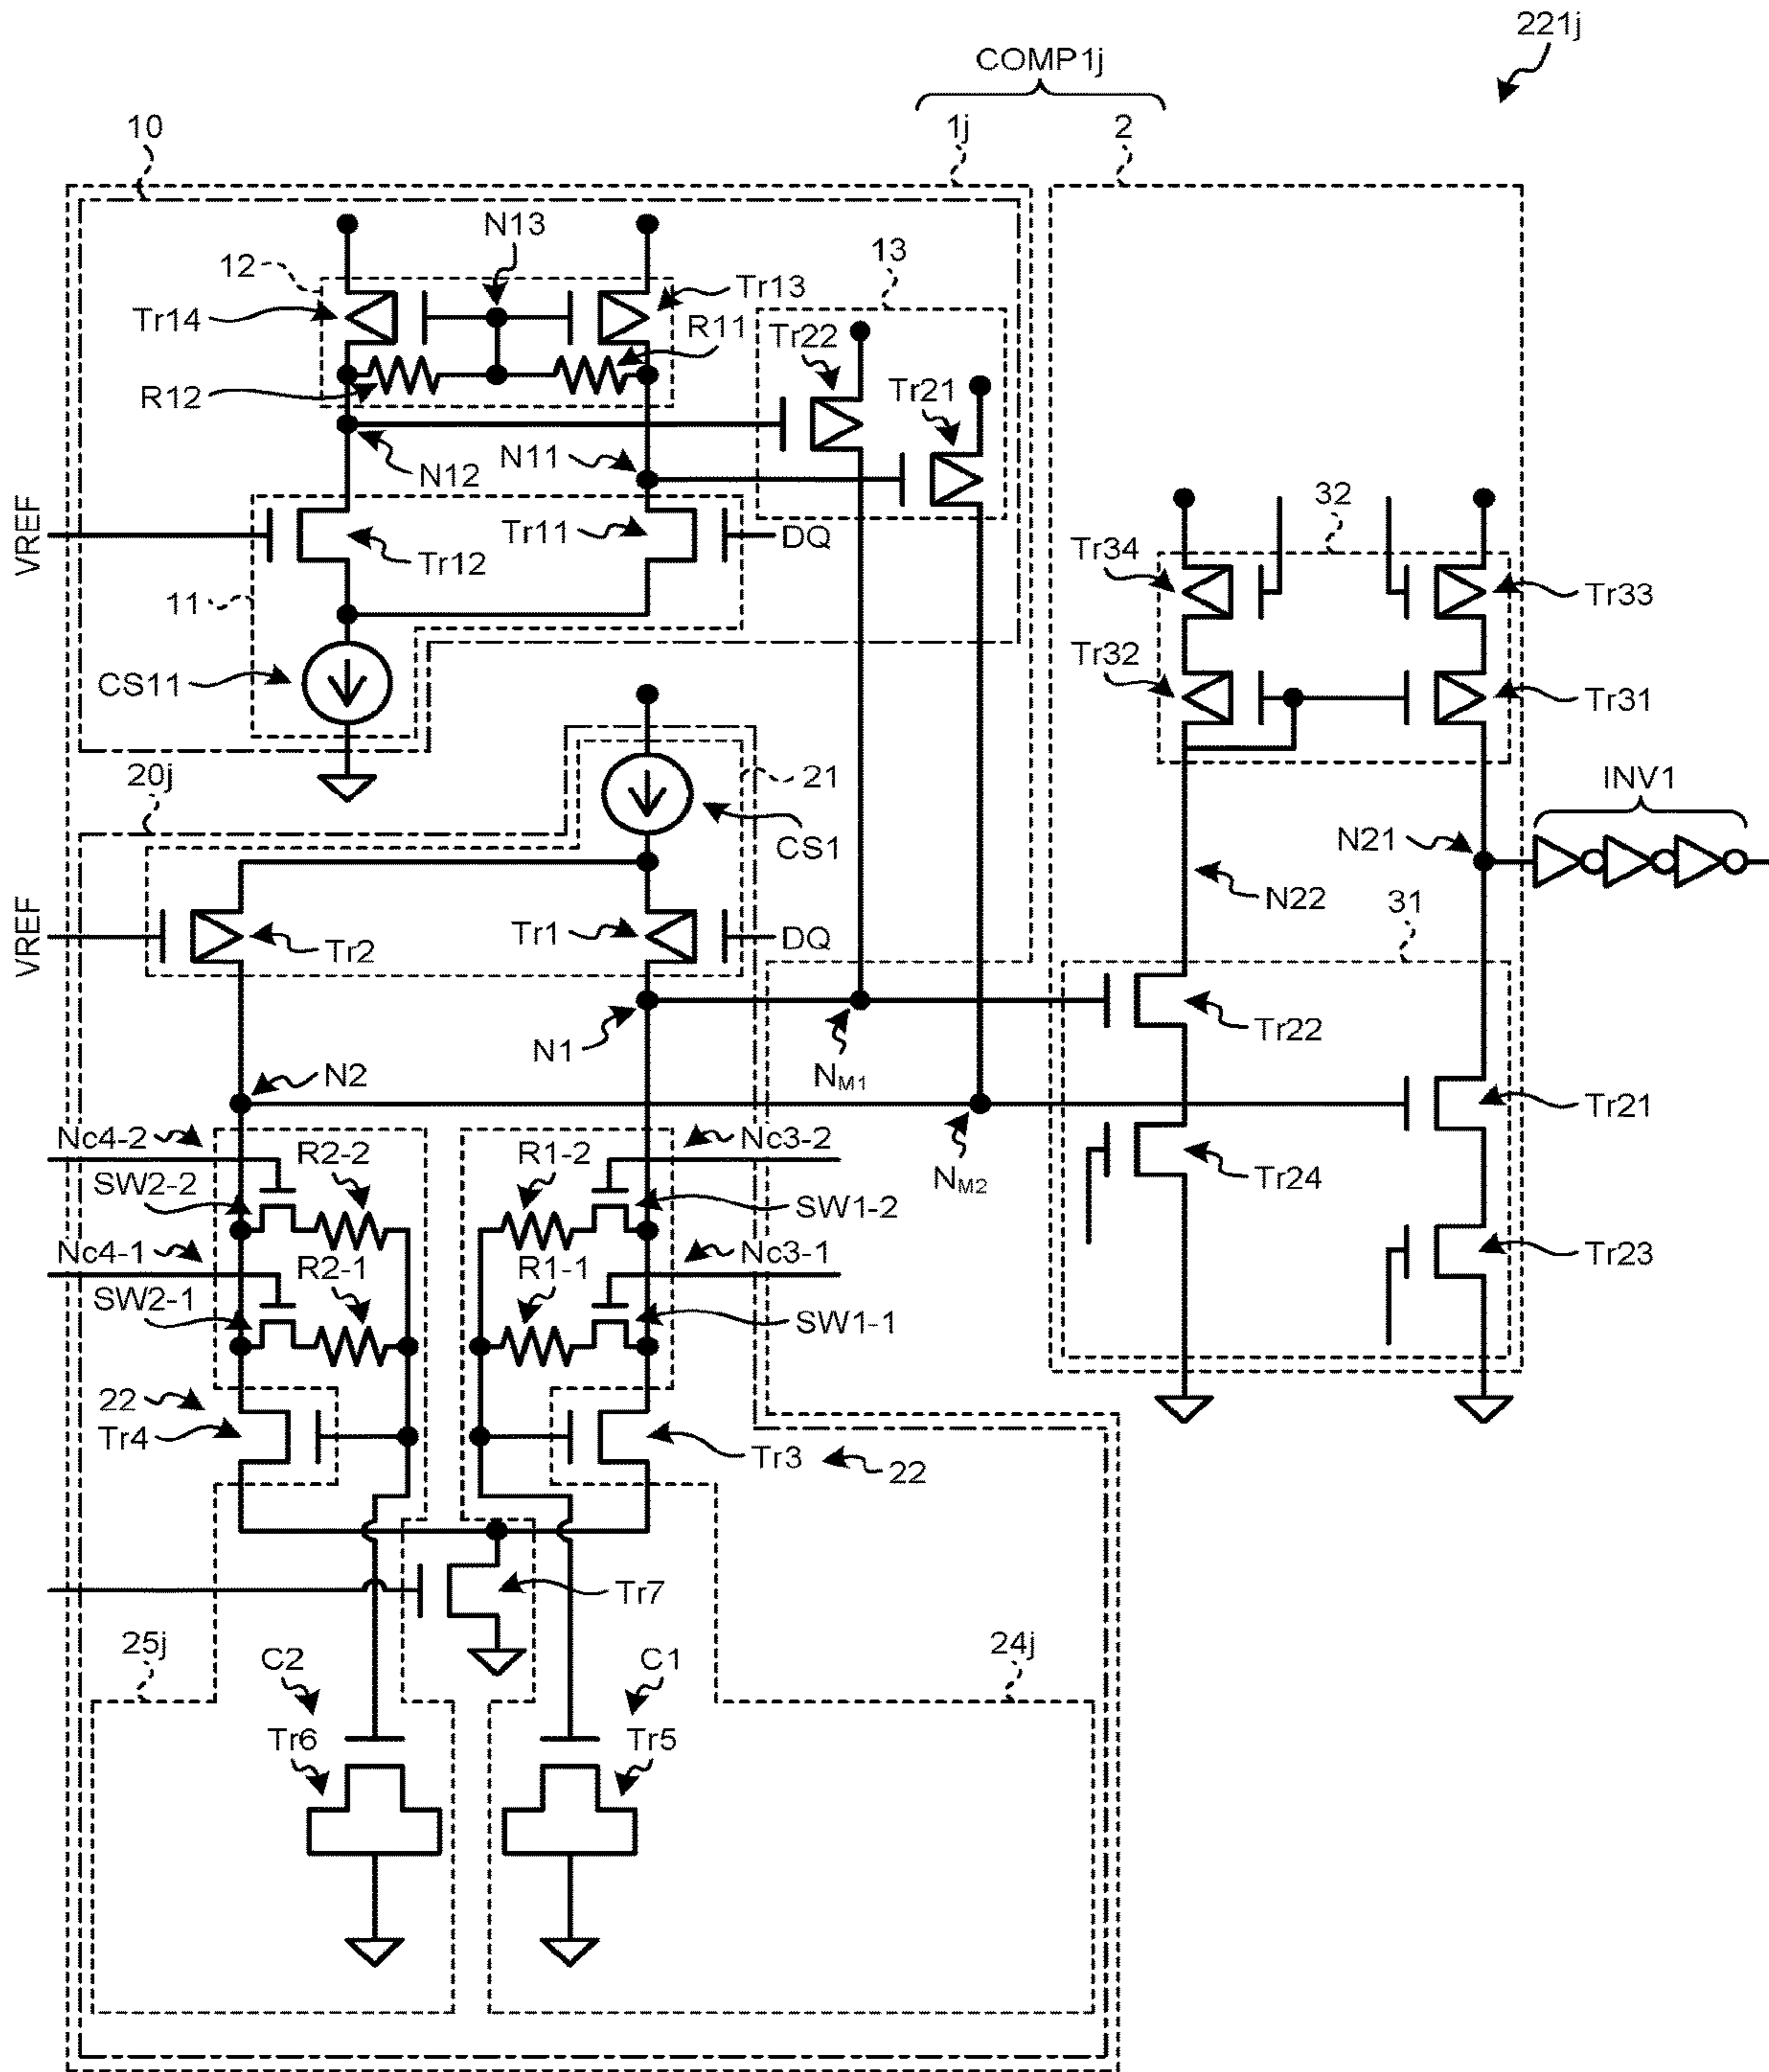 221j
COMP1j
10
1j
2
N13
12
13
Tr14
Tr13
R11
Tr22
R12
Tr21
N12
N11
VREF
Tr12
Tr11
DQ
32
Tr34
Tr33
11
CS11
Tr32
Tr31
20j
21
CS1
INV1
N21
N22
31
VREF
Tr2
Tr1
DQ
N1
NM1
Tr22
N2
NM2
Tr21
Nc4-2
R2-2
R1-2
Nc3-2
SW2-2
SW1-2
Tr24
Nc4-1
R2-1
R1-1
Nc3-1
Tr23
SW2-1
SW1-1
22
Tr4
Tr3
22
Tr7
25j
C2
C1
24j
Tr6
Tr5